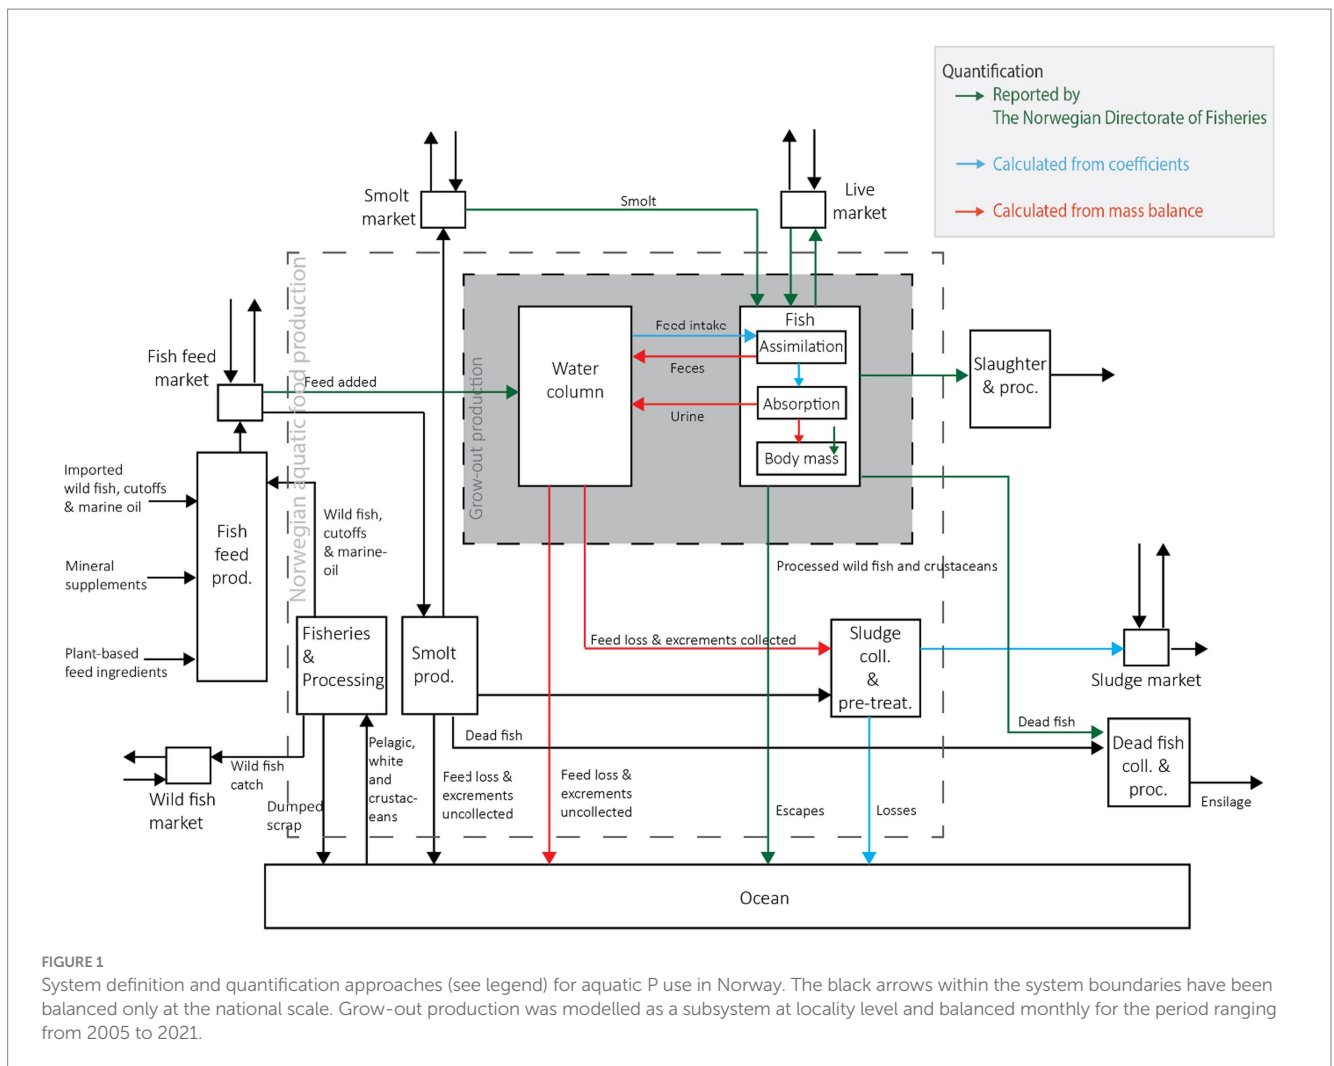 Quantification
Reported by
The Norwegian Directorate of Fisheries
Calculated from coefficients
Calculated from mass balance
Smolt
market
Smolt
Live
market
Norwegian aquatic food production
Grow-out production
Fish feed
market
Feed added
Water
column
Feed intake
Feces
Urine
Fish
Assimilation
Absorption
Body mass
Slaughter
& proc.
Imported
wild fish, cutoffs
& marine oil
Mineral
supplements
Plant-based
feed ingredients
Fish
feed
prod.
Wild fish,
cutoffs
& marine-
oil
Processed wild fish and crustaceans
Fisheries
&
Processing
Smolt
prod.
Feed loss & excrements collected
Sludge
coll.
&
pre-treat.
Sludge market
Dead fish
Dead fish
Dead fish
coll. &
proc.
Ensilage
Wild fish
catch
Wild fish
market
Dumped
scrap
Pelagic,
white
and
crustac-
eans
Feed loss &
excrements
uncollected
Feed loss &
excrements
uncollected
Escapes
Losses
Ocean
FIGURE 1
System definition and quantification approaches (see legend) for aquatic P use in Norway. The black arrows within the system boundaries have been
balanced only at the national scale. Grow-out production was modelled as a subsystem at locality level and balanced monthly for the period ranging
from 2005 to 2021.